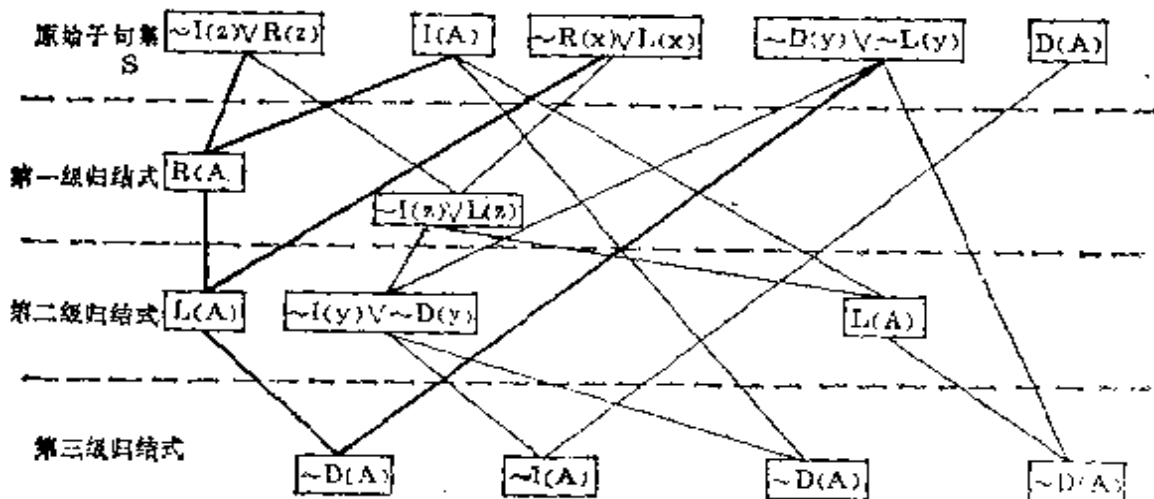 原始子句集 ~I(z)∨R(z) I(A) ~R(x)∨L(x) ~D(y)∨~L(y) D(A)
S
第一级归结式 R(A
~I(z)∨L(z)
第二级归结式 L(A) ~I(y)∨~D(y) L(A)
第三级归结式 ~D(A) ~I(A) ~D(A) ~D(A)